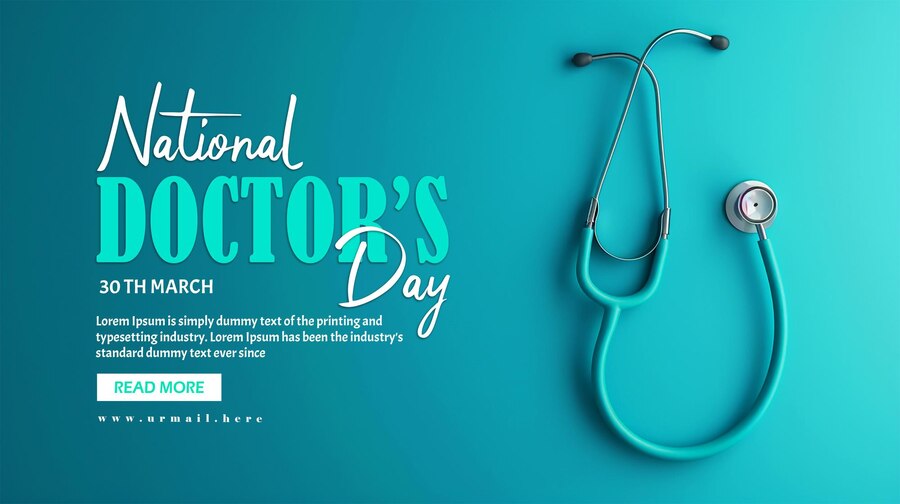 National
DOCTOR'S
Day
30 TH MARCH
Lorem Ipsum is simply dummy text of the printing and
typesetting industry. Lorem Ipsum has been the industry's
standard dummy text ever since
READ MORE
www.urmail.here